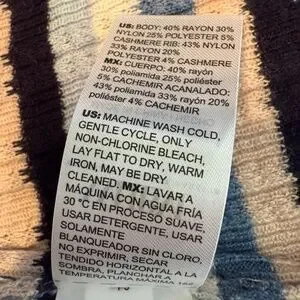 US: BODY: 40% RAYON 30%
NYLON 25% POLYESTER 5%
CASHMERE RIB: 43% NYLON
33% RAYON 20%
POLYESTER 4% CASHMERE
MX: CUERPO: 40% rayón
30% poliamida 25% poliéster
5% CACHEMIR ACANALADO:
43% poliamida 33% rayón 20%
poliéster 4% CACHEMIR
US: MACHINE WASH COLD,
GENTLE CYCLE, ONLY
NON-CHLORINE BLEACH,
LAY FLAT TO DRY, WARM
IRON, MAY BE DRY
CLEANED, MX: LAVAR A
MÁQUINA CON AGUA FRÍA
30 °C EN PROCESO SUAVE,
USAR DETERGENTE, USAR
SOLAMENTE
BLANQUEADOR SIN CLORO,
NO EXPRIMIR, SECAR
TENDIDO HORIZONTAL A LA
SOMBRA, PLANCHAR A
TEMPERATURA MÁXIMA